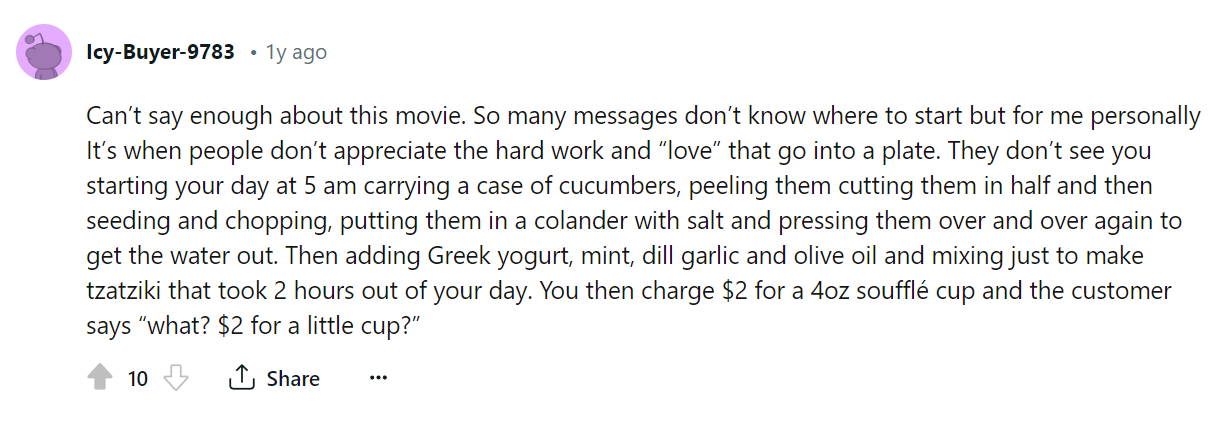 Icy-Buyer-9783 • 1y ago
Can’t say enough about this movie. So many messages don’t know where to start but for me personally
It’s when people don’t appreciate the hard work and “love” that go into a plate. They don’t see you
starting your day at 5 am carrying a case of cucumbers, peeling them cutting them in half and then
seeding and chopping, putting them in a colander with salt and pressing them over and over again to
get the water out. Then adding Greek yogurt, mint, dill garlic and olive oil and mixing just to make
tzatziki that took 2 hours out of your day. You then charge $2 for a 4oz soufflé cup and the customer
says “what? $2 for a little cup?”
10 Share ...